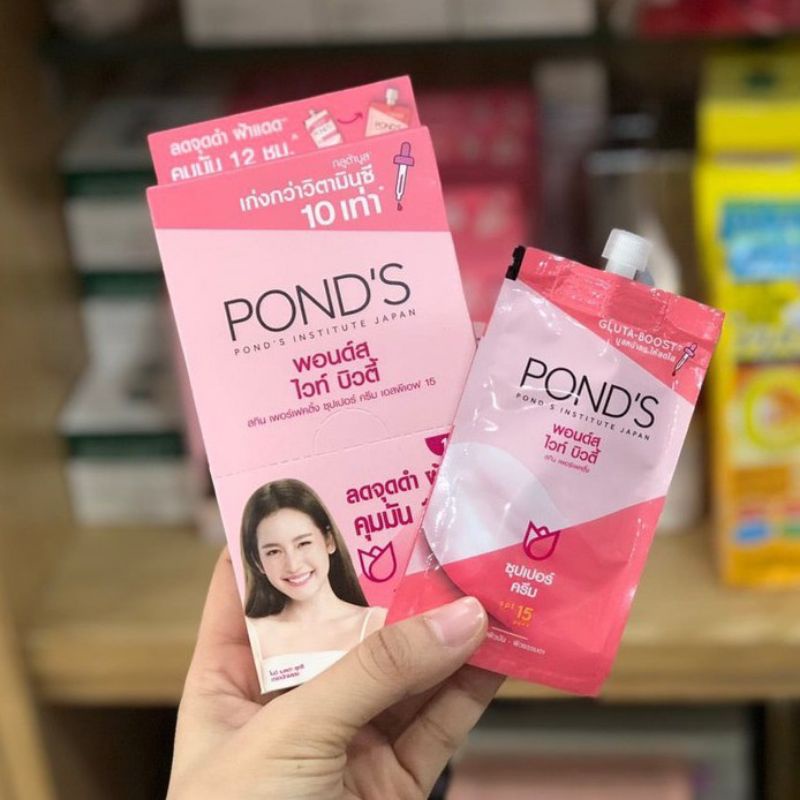 ลดจุดด่างดำ ฝ้าแดด
คุมมัน 12 ชม.
กลูต้าบูส
เก่งกว่าวิตามินซี
10 เท่า
POND'S
POND'S INSTITUTE JAPAN
พอนด์ส
ไวท์ บิวตี้
สกิน เพอร์เฟคติ้ง ซุปเปอร์ ครีม เอสพีเอฟ 15
ลดจุดดำ ฝ้
คุมมัน
GLUTA-BOOST
POND'S
POND'S INSTITUTE JAPAN
พอนด์ส
ไวท์ บิวตี้
สกิน เพอร์เฟคติ้ง
ซุปเปอร์
ครีม
SPF 15